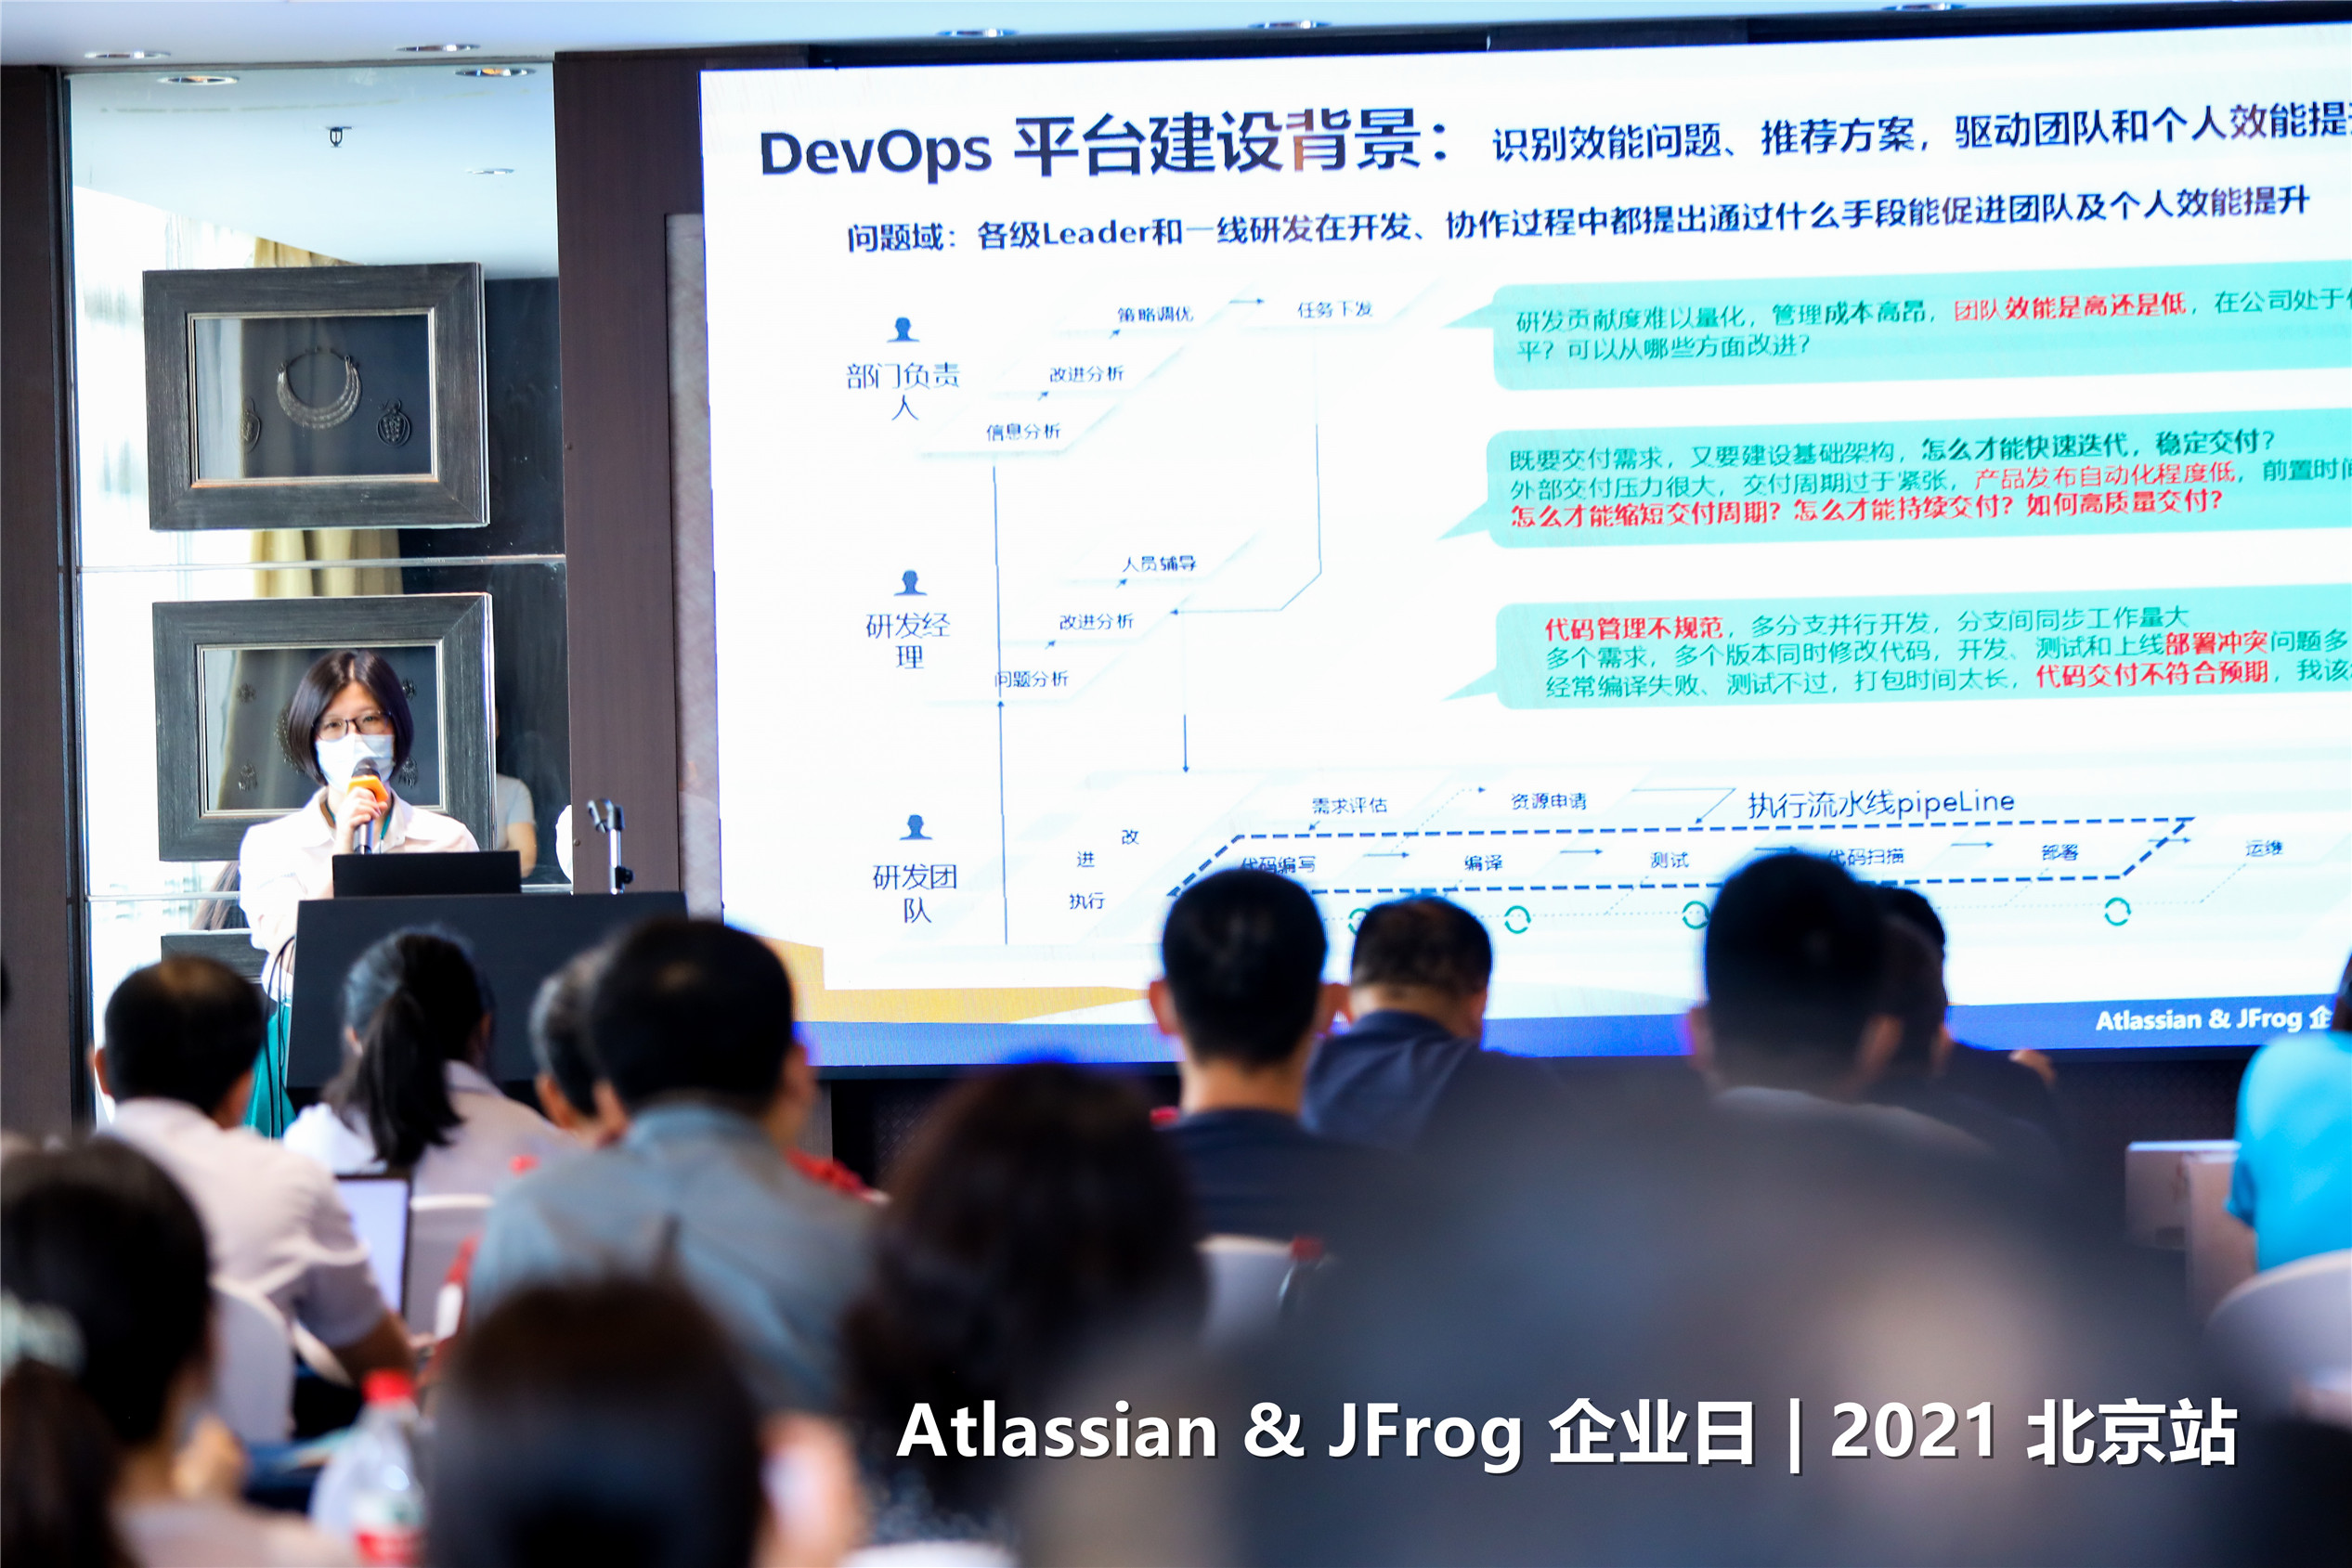 DevOps 平台建设背景： 识别效能问题、推荐方案，驱动团队和个人效能提
问题域：各级Leader和一线研发在开发、协作过程中都提出通过什么手段能促进团队及个人效能提升
部门负责
人
策略调优
任务下发
改进分析
信息分析
研发贡献度难以量化，管理成本高昂，团队效能是高还是低，在公司处于
平？可以从哪些方面改进？
既要交付需求，又要建设基础架构，怎么才能快速迭代，稳定交付？
外部交付压力很大，交付周期过于紧张，产品发布自动化程度低，前置时间
怎么才能缩短交付周期？怎么才能持续交付？如何高质量交付？
研发经
理
人员辅导
改进分析
问题分析
代码管理不规范，多分支并行开发，分支间同步工作量大
多个需求，多个版本同时修改代码，开发、测试和上线部署冲突问题多
经常编译失败、测试不过，打包时间太长，代码交付不符合预期，我该
研发团
队
改
进
执行
需求评估
资源申请
执行流水线pipeLine
代码编写
编译
测试
代码扫描
部署
运维
Atlassian & JFrog 企
Atlassian & JFrog 企业日 | 2021 北京站